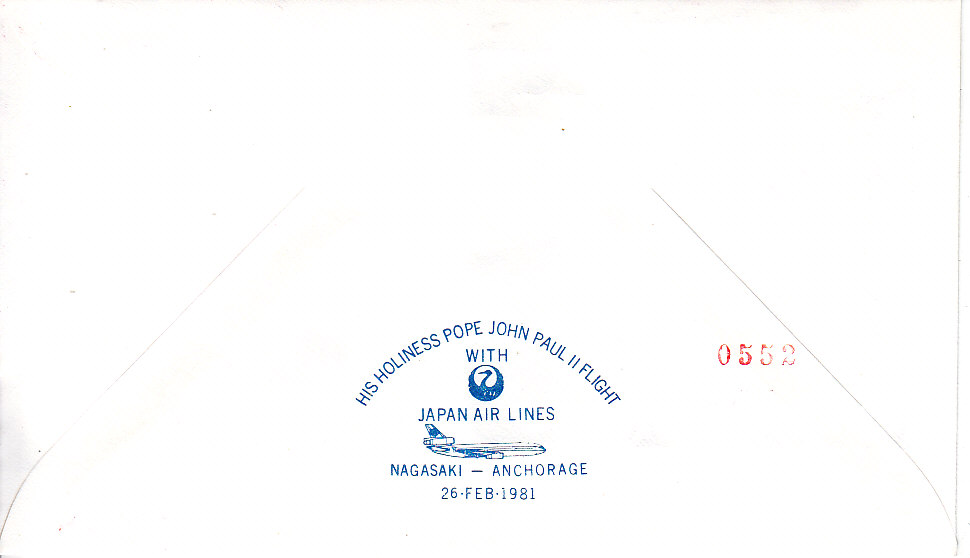 HIS HOLINESS POPE JOHN PAUL II FLIGHT
WITH
JAPAN AIR LINES
NAGASAKI – ANCHORAGE
26·FEB·1981
0552